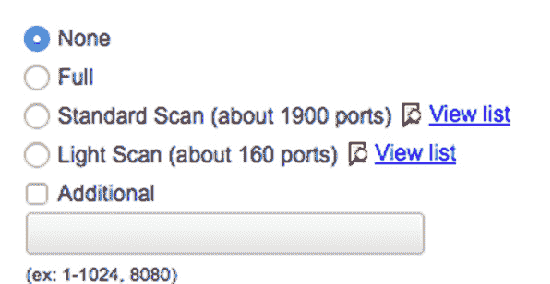 None
Full
Standard Scan (about 1900 ports) View list
Light Scan (about 160 ports) View list
Additional
(ex: 1-1024, 8080)